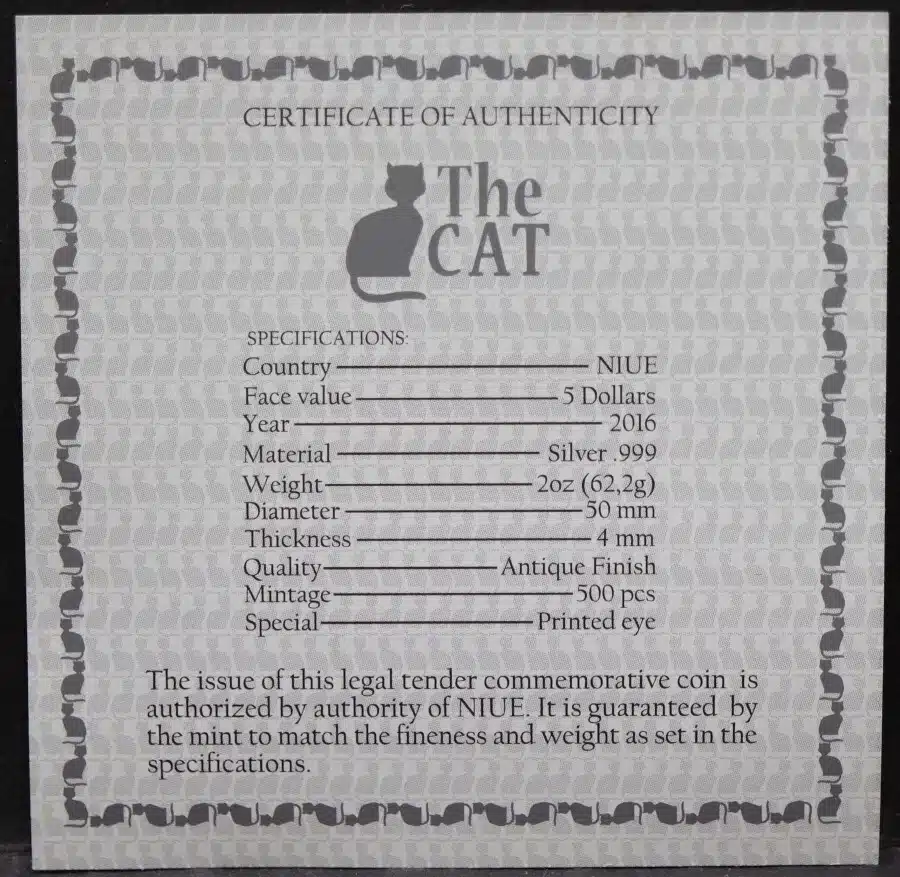 CERTIFICATE OF AUTHENTICITY
The
CAT
SPECIFICATIONS:
Country NIUE
Face value 5 Dollars
Year 2016
Material Silver .999
Weight 2oz (62,2g)
Diameter 50 mm
Thickness 4 mm
Quality Antique Finish
Mintage 500 pcs
Special Printed eye
The issue of this legal tender commemorative coin is
authorized by authority of NIUE. It is guaranteed by
the mint to match the fineness and weight as set in the
specifications.